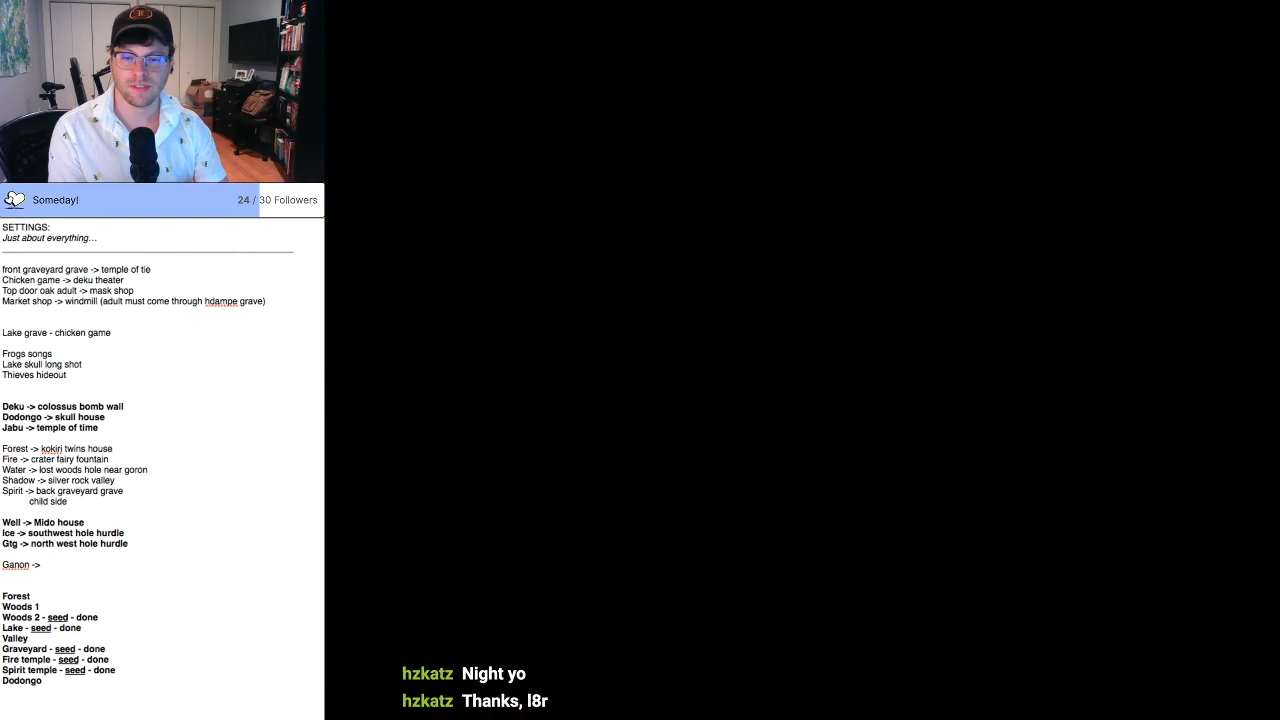 Someday!
24 / 30 Followers
SETTINGS:
Just about everything...
front graveyard grave -> temple of tie
Chicken game -> deku theater
Top door oak adult -> mask shop
Market shop -> windmill (adult must come through hdampe grave)
Lake grave - chicken game
Frogs songs
Lake skull long shot
Thieves hideout
Deku -> colossus bomb wall
Dodongo -> skull house
Jabu -> temple of time
Forest -> kokiri twins house
Fire -> crater fairy fountain
Water -> lost woods hole near goron
Shadow -> silver rock valley
Spirit -> back graveyard grave
child side
Well -> Mido house
Ice -> southwest hole hurdle
Gtg -> north west hole hurdle
Ganon ->
Forest
Woods 1
Woods 2 - seed - done
Lake - seed - done
Valley
Graveyard - seed - done
Fire temple - seed - done
Spirit temple - seed - done
Dodongo
hzkatz Night yo
hzkatz Thanks, l8r